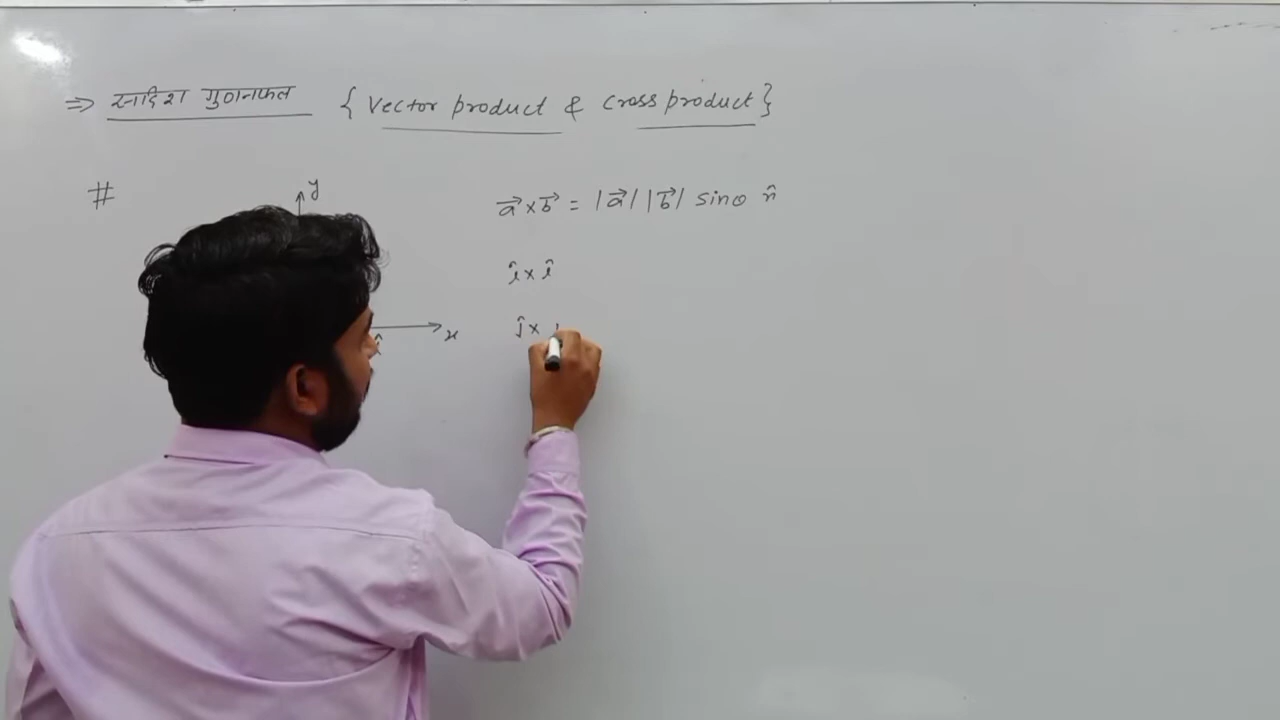 ⇒ सदिश गुणनफल { Vector product & Cross product }
#
y
a⃗ × b⃗ = |a⃗| |b⃗| sinθ n̂
î × î
x
ĵ ×